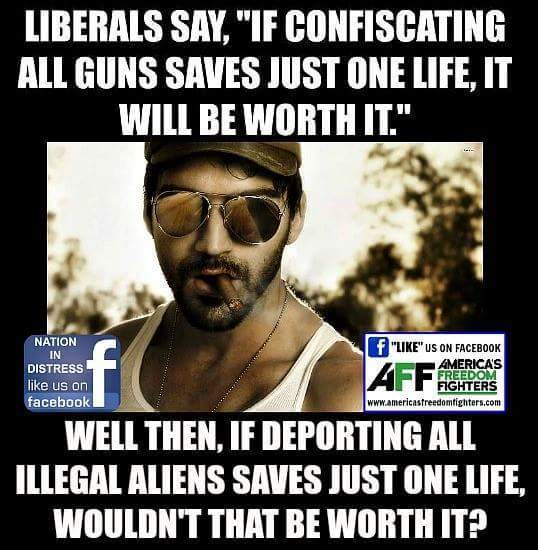 LIBERALS SAY, "IF CONFISCATING
ALL GUNS SAVES JUST ONE LIFE, IT
WILL BE WORTH IT."
NATION
IN
DISTRESS
like us on
facebook
f
f "LIKE" US ON FACEBOOK
AFF AMERICA'S
FREEDOM
FIGHTERS
www.americasfreedomfighters.com
WELL THEN, IF DEPORTING ALL
ILLEGAL ALIENS SAVES JUST ONE LIFE,
WOULDN'T THAT BE WORTH IT?